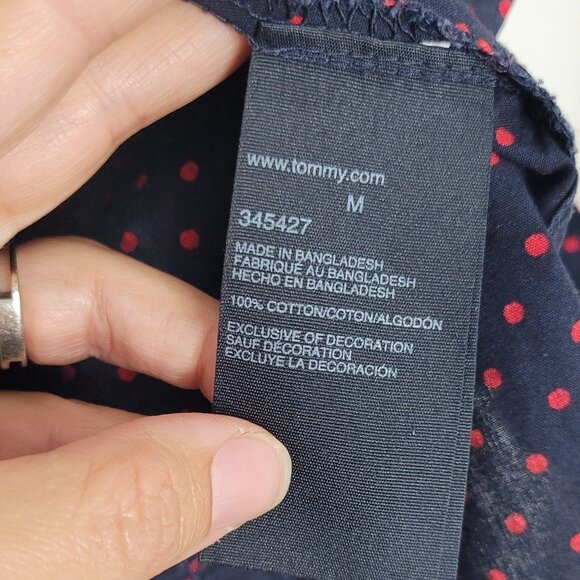 www.tommy.com
M
345427
MADE IN BANGLADESH
FABRIQUÉ AU BANGLADESH
HECHO EN BANGLADESH
100% COTTON/COTON/ALGODÓN
EXCLUSIVE OF DECORATION
SAUF DÉCORATION
EXCLUYE LA DECORACIÓN